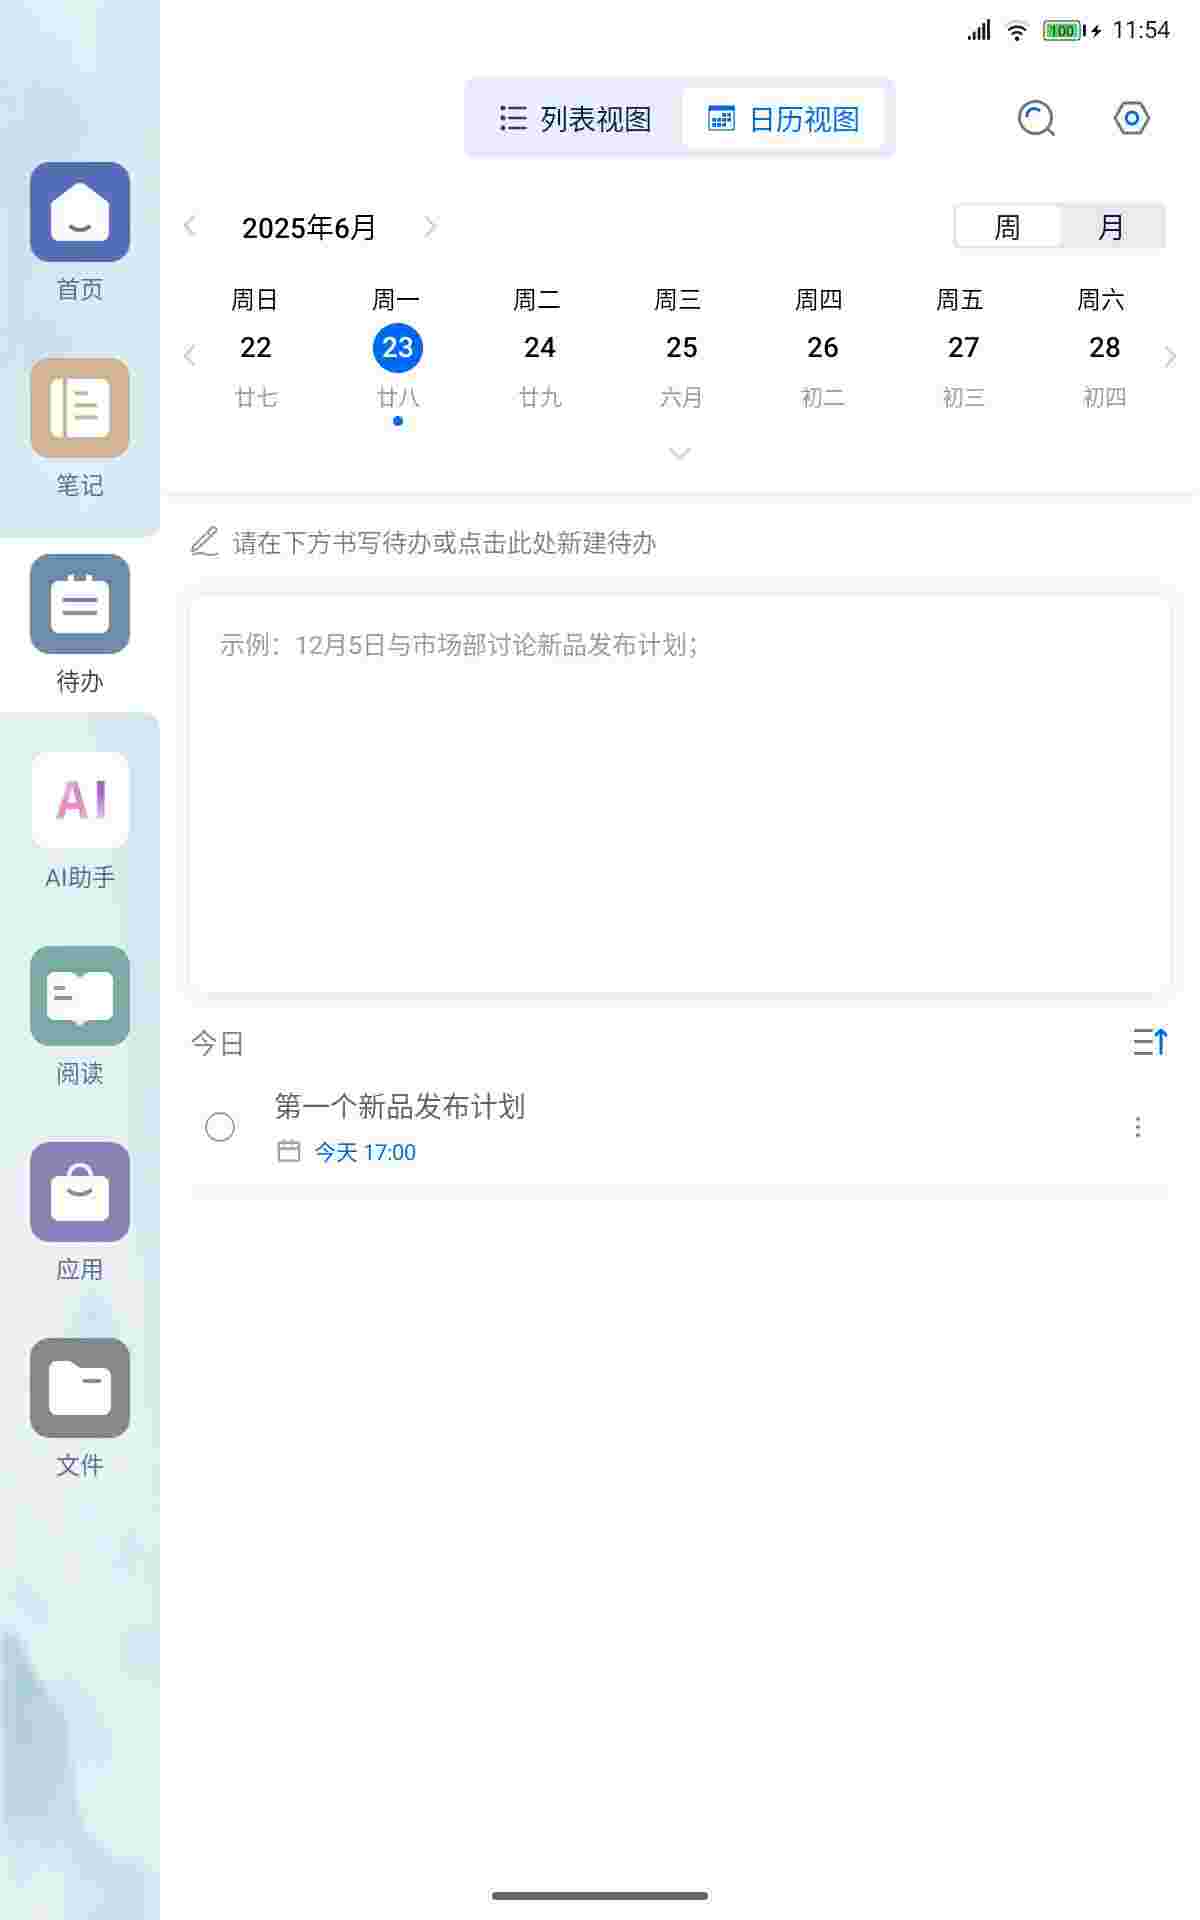 100 11:54
列表视图 日历视图
首页
笔记
待办
AI
AI助手
阅读
应用
文件
2025年6月
周 月
周日 周一 周二 周三 周四 周五 周六
22 23 24 25 26 27 28
廿七 廿八 廿九 六月 初二 初三 初四
请在下方书写待办或点击此处新建待办
示例：12月5日与市场部讨论新品发布计划；
今日
第一个新品发布计划
今天 17:00